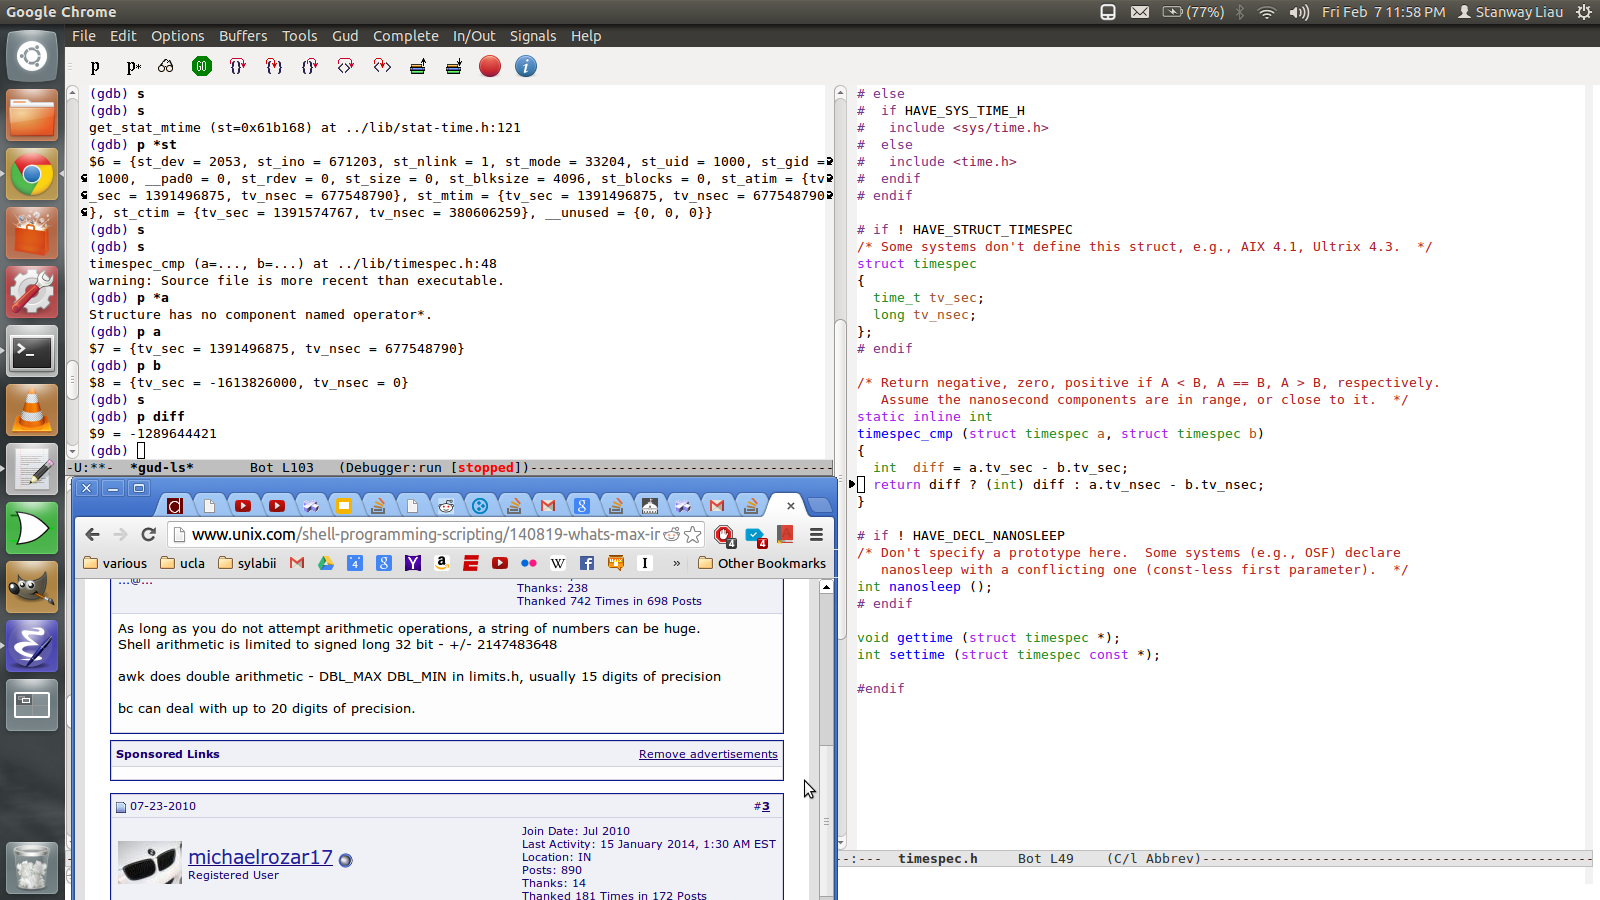 Google Chrome
(77%)
Fri Feb 7 11:58 PM
Stanway Liau
File Edit Options Buffers Tools Gud Complete In/Out Signals Help
p p* GO
(gdb) s
(gdb) s
get_stat_mtime (st=0x61b168) at ../lib/stat-time.h:121
(gdb) p *st
$6 = {st_dev = 2053, st_ino = 671203, st_nlink = 1, st_mode = 33204, st_uid = 1000, st_gid =
 1000, __pad0 = 0, st_rdev = 0, st_size = 0, st_blksize = 4096, st_blocks = 0, st_atim = {tv
_sec = 1391496875, tv_nsec = 677548790}, st_mtim = {tv_sec = 1391496875, tv_nsec = 677548790
}, st_ctim = {tv_sec = 1391574767, tv_nsec = 380606259}, __unused = {0, 0, 0}}
(gdb) s
(gdb) s
timespec_cmp (a=..., b=...) at ../lib/timespec.h:48
warning: Source file is more recent than executable.
(gdb) p *a
Structure has no component named operator*.
(gdb) p a
$7 = {tv_sec = 1391496875, tv_nsec = 677548790}
(gdb) p b
$8 = {tv_sec = -1613826000, tv_nsec = 0}
(gdb) s
(gdb) p diff
$9 = -1289644421
(gdb)
-U:**-  *gud-ls*       Bot L103   (Debugger:run [stopped])
www.unix.com/shell-programming-scripting/140819-whats-max-ir
4 4
various ucla sylabii » Other Bookmarks
...@...
Thanks: 238
Thanked 742 Times in 698 Posts
As long as you do not attempt arithmetic operations, a string of numbers can be huge.
Shell arithmetic is limited to signed long 32 bit - +/- 2147483648
awk does double arithmetic - DBL_MAX DBL_MIN in limits.h, usually 15 digits of precision
bc can deal with up to 20 digits of precision.
Sponsored Links
Remove advertisements
07-23-2010
#3
michaelrozar17
Registered User
Join Date: Jul 2010
Last Activity: 15 January 2014, 1:30 AM EST
Location: IN
Posts: 890
Thanks: 14
Thanked 181 Times in 172 Posts
# else
#  if HAVE_SYS_TIME_H
#   include <sys/time.h>
#  else
#   include <time.h>
#  endif
# endif
# if ! HAVE_STRUCT_TIMESPEC
/* Some systems don't define this struct, e.g., AIX 4.1, Ultrix 4.3.  */
struct timespec
{
  time_t tv_sec;
  long tv_nsec;
};
# endif
/* Return negative, zero, positive if A < B, A == B, A > B, respectively.
   Assume the nanosecond components are in range, or close to it.  */
static inline int
timespec_cmp (struct timespec a, struct timespec b)
{
  int  diff = a.tv_sec - b.tv_sec;
  return diff ? (int) diff : a.tv_nsec - b.tv_nsec;
}
# if ! HAVE_DECL_NANOSLEEP
/* Don't specify a prototype here.  Some systems (e.g., OSF) declare
   nanosleep with a conflicting one (const-less first parameter).  */
int nanosleep ();
# endif
void gettime (struct timespec *);
int settime (struct timespec const *);
#endif
--:---  timespec.h     Bot L49    (C/l Abbrev)